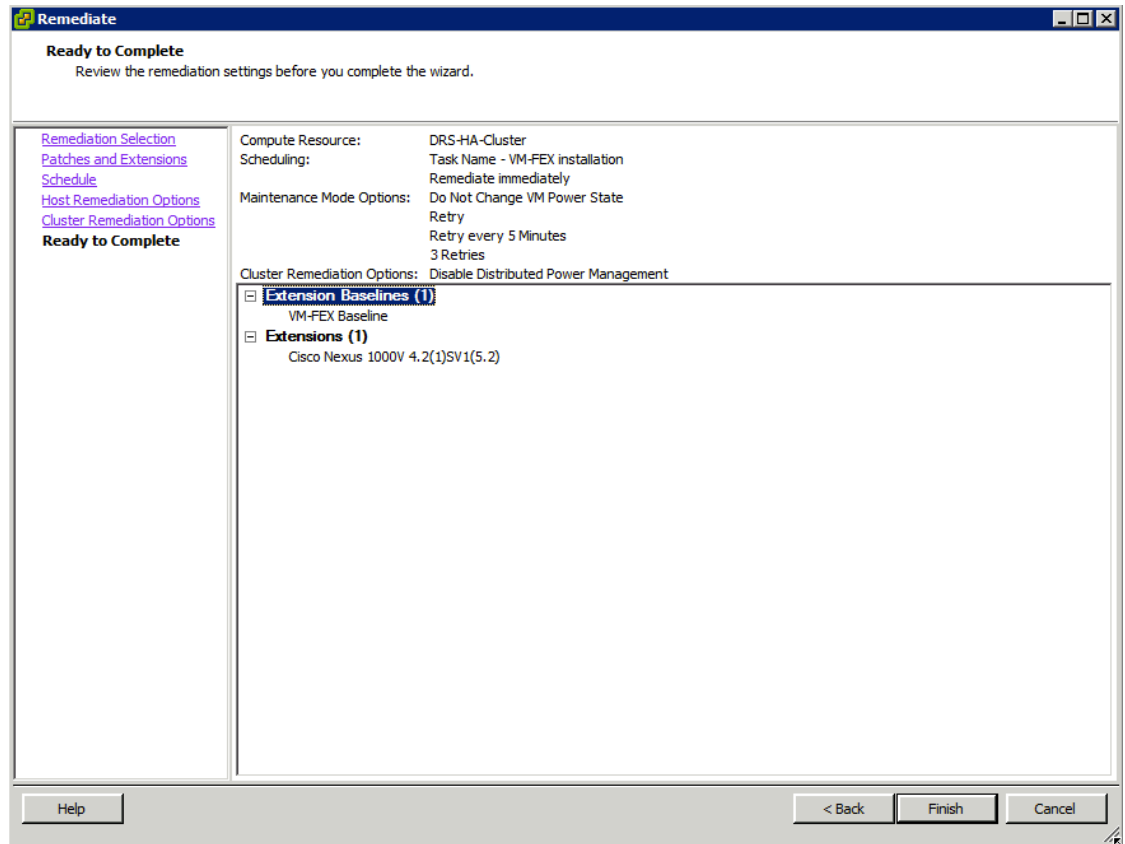 Remediate
Ready to Complete
Review the remediation settings before you complete the wizard.
Remediation Selection
Patches and Extensions
Schedule
Host Remediation Options
Cluster Remediation Options
Ready to Complete
Compute Resource: DRS-HA-Cluster
Scheduling: Task Name - VM-FEX installation
Remediate immediately
Maintenance Mode Options: Do Not Change VM Power State
Retry
Retry every 5 Minutes
3 Retries
Cluster Remediation Options: Disable Distributed Power Management
Extension Baselines (1)
VM-FEX Baseline
Extensions (1)
Cisco Nexus 1000V 4.2(1)SV1(5.2)
Help
< Back
Finish
Cancel